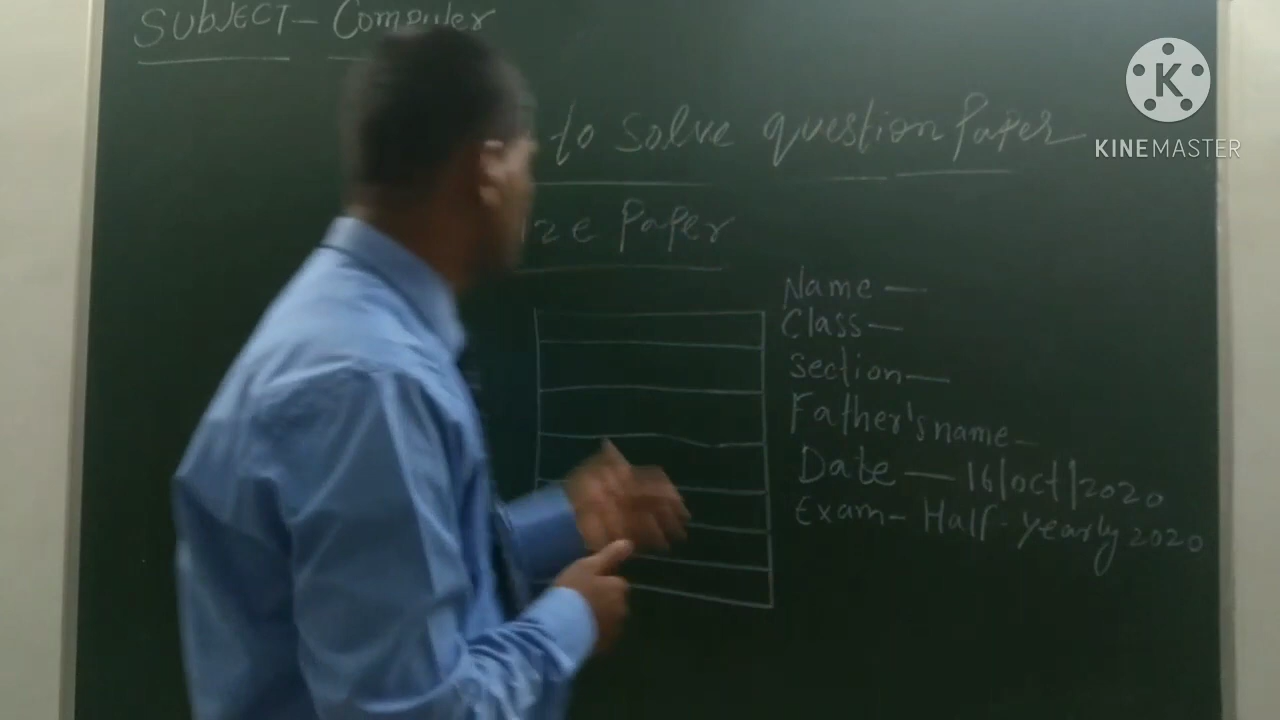 SUBJECT - Computer
to solve question Paper
ize Paper
Name —
Class —
Section —
Father's name —
Date — 16/oct/2020
Exam - Half-yearly 2020
K
KINEMASTER